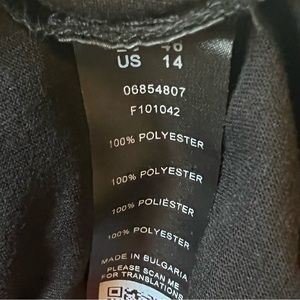 46
US 14
06854807
F101042
100% POLYESTER
100% POLYESTER
100% POLIÉSTER
100% POLYESTER
MADE IN BULGARIA
PLEASE SCAN ME
FOR TRANSLATIONS